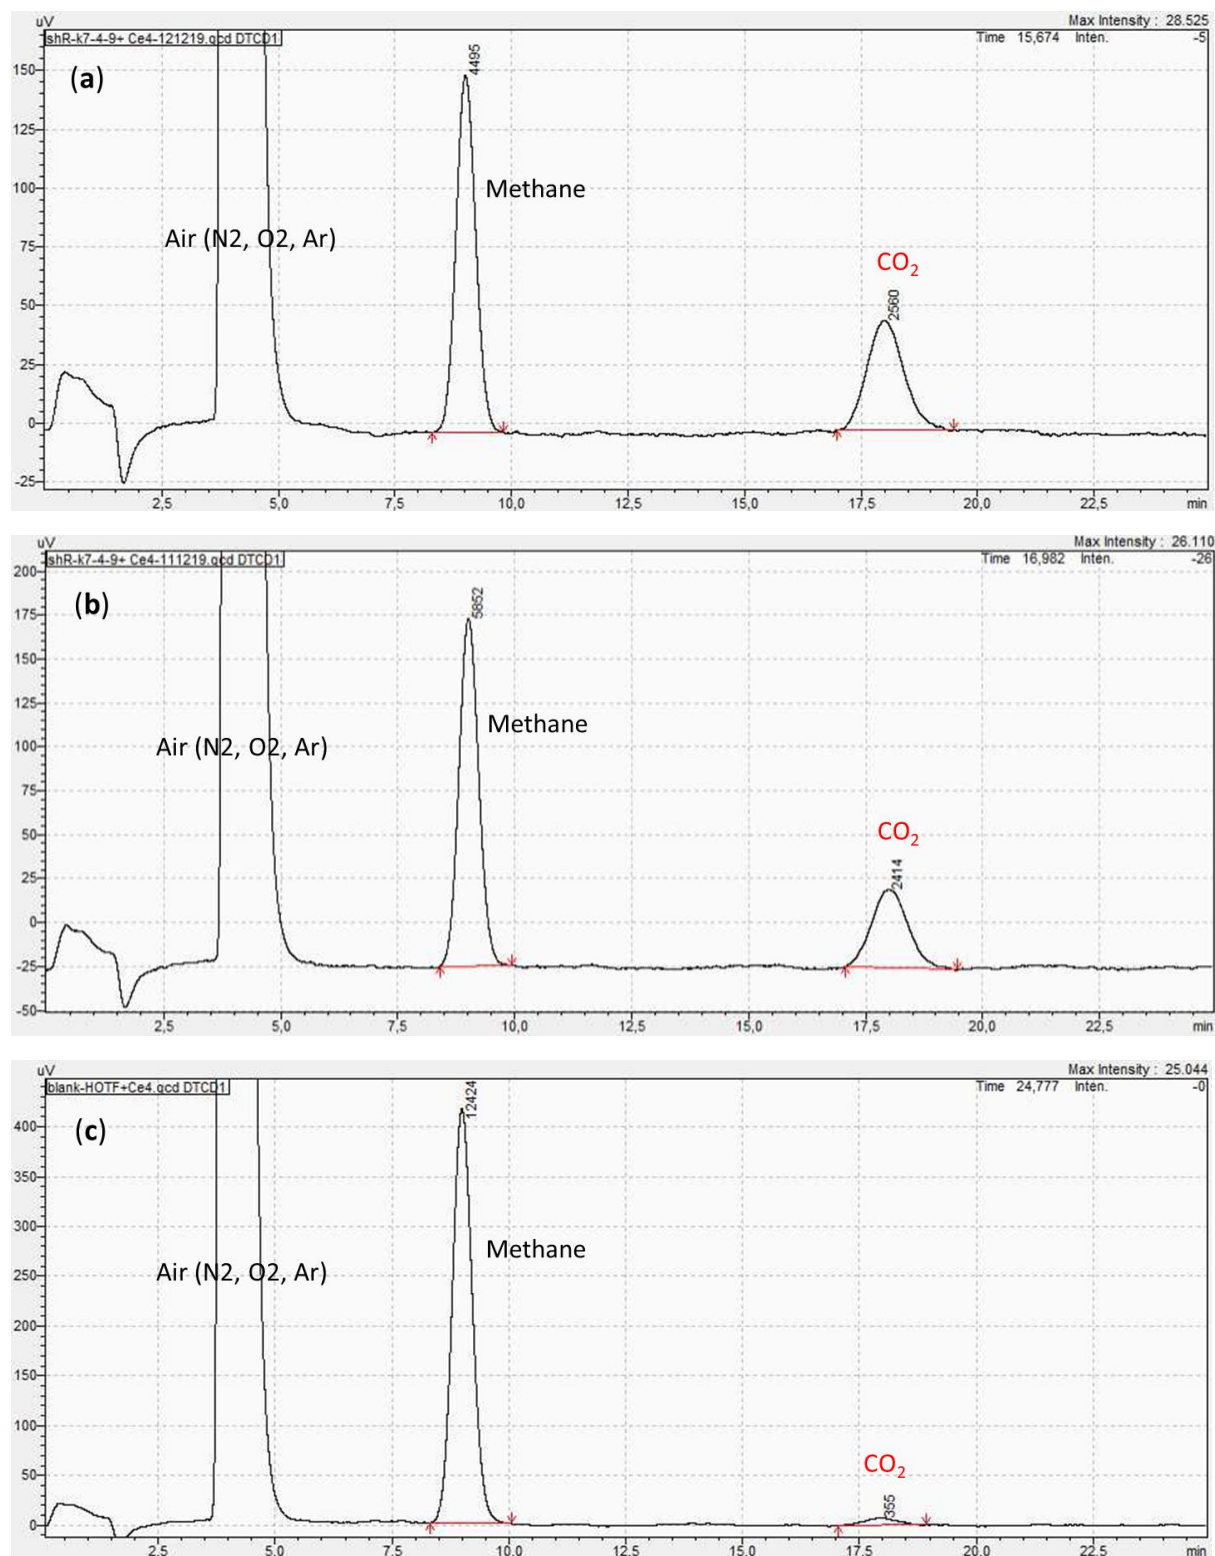 uV
Max Intensity : 28.525
shR-k7-4-9+ Ce4-121219.qcd DTCD1
Time 15,674 Inten. -5
(a)
4495
150
125
100
75
50
25
0
-25
Methane
Air (N2, O2, Ar)
CO2
2560
2,5 5,0 7,5 10,0 12,5 15,0 17,5 20,0 22,5 min
uV
Max Intensity : 26.110
shR-k7-4-9+ Ce4-111219.qcd DTCD1
Time 16,982 Inten. -26
(b)
5852
200
175
150
125
100
75
50
25
0
-25
-50
Methane
Air (N2, O2, Ar)
CO2
2414
2,5 5,0 7,5 10,0 12,5 15,0 17,5 20,0 22,5 min
uV
Max Intensity : 25.044
blank-HOTF+Ce4.qcd DTCD1
Time 24,777 Inten. -0
(c)
12424
400
350
300
250
200
150
100
50
0
Methane
Air (N2, O2, Ar)
CO2
355
2,5 5,0 7,5 10,0 12,5 15,0 17,5 20,0 22,5 min